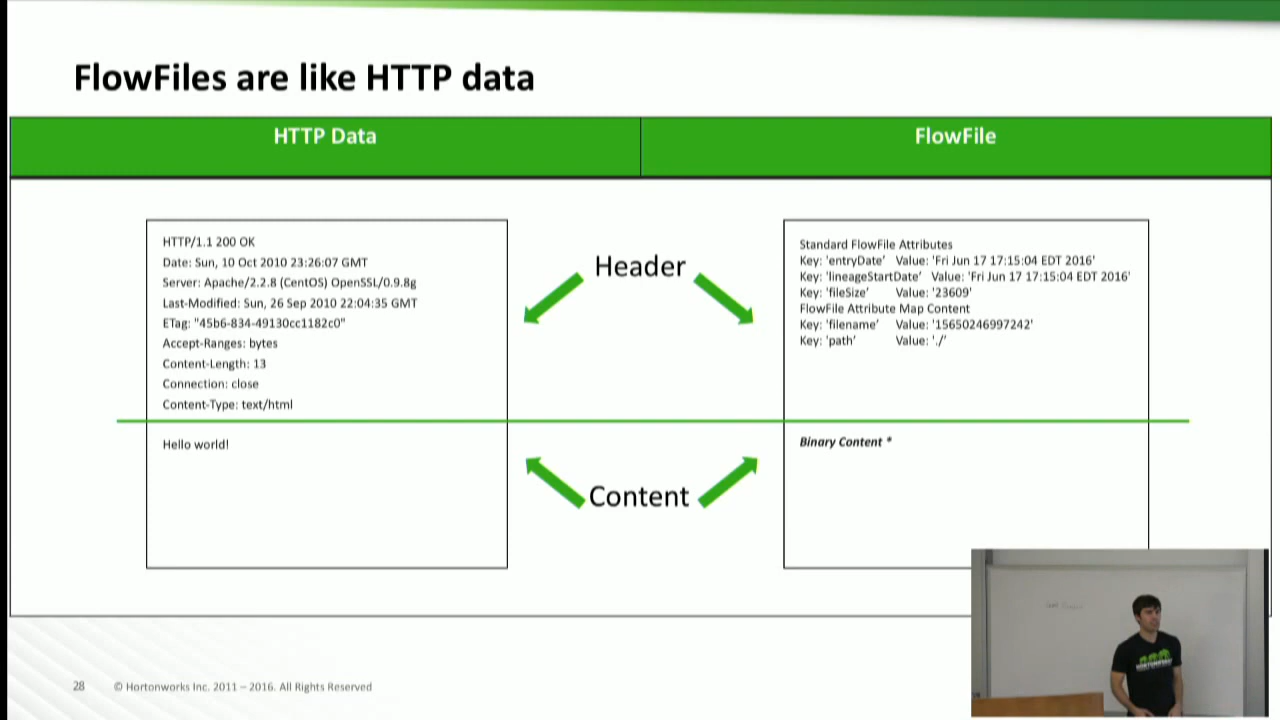 FlowFiles are like HTTP data
HTTP Data
FlowFile
HTTP/1.1 200 OK
Date: Sun, 10 Oct 2010 23:26:07 GMT
Server: Apache/2.2.8 (CentOS) OpenSSL/0.9.8g
Last-Modified: Sun, 26 Sep 2010 22:04:35 GMT
ETag: "45b6-834-49130cc1182c0"
Accept-Ranges: bytes
Content-Length: 13
Connection: close
Content-Type: text/html
Hello world!
Header
Content
Standard FlowFile Attributes
Key: 'entryDate' Value: 'Fri Jun 17 17:15:04 EDT 2016'
Key: 'lineageStartDate' Value: 'Fri Jun 17 17:15:04 EDT 2016'
Key: 'fileSize' Value: '23609'
FlowFile Attribute Map Content
Key: 'filename' Value: '15650246997242'
Key: 'path' Value: './'
Binary Content *
HORTONWORKS
28 © Hortonworks Inc. 2011 – 2016. All Rights Reserved